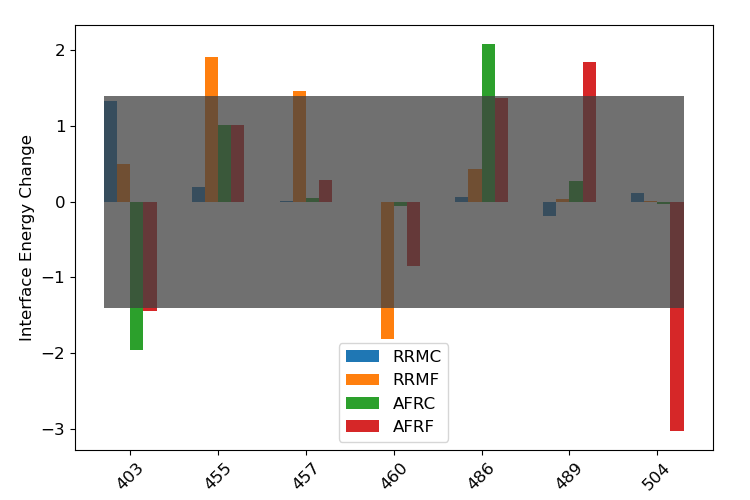 Interface Energy Change
2
1
0
−1
−2
−3
RRMC
RRMF
AFRC
AFRF
403 455 457 460 486 489 504